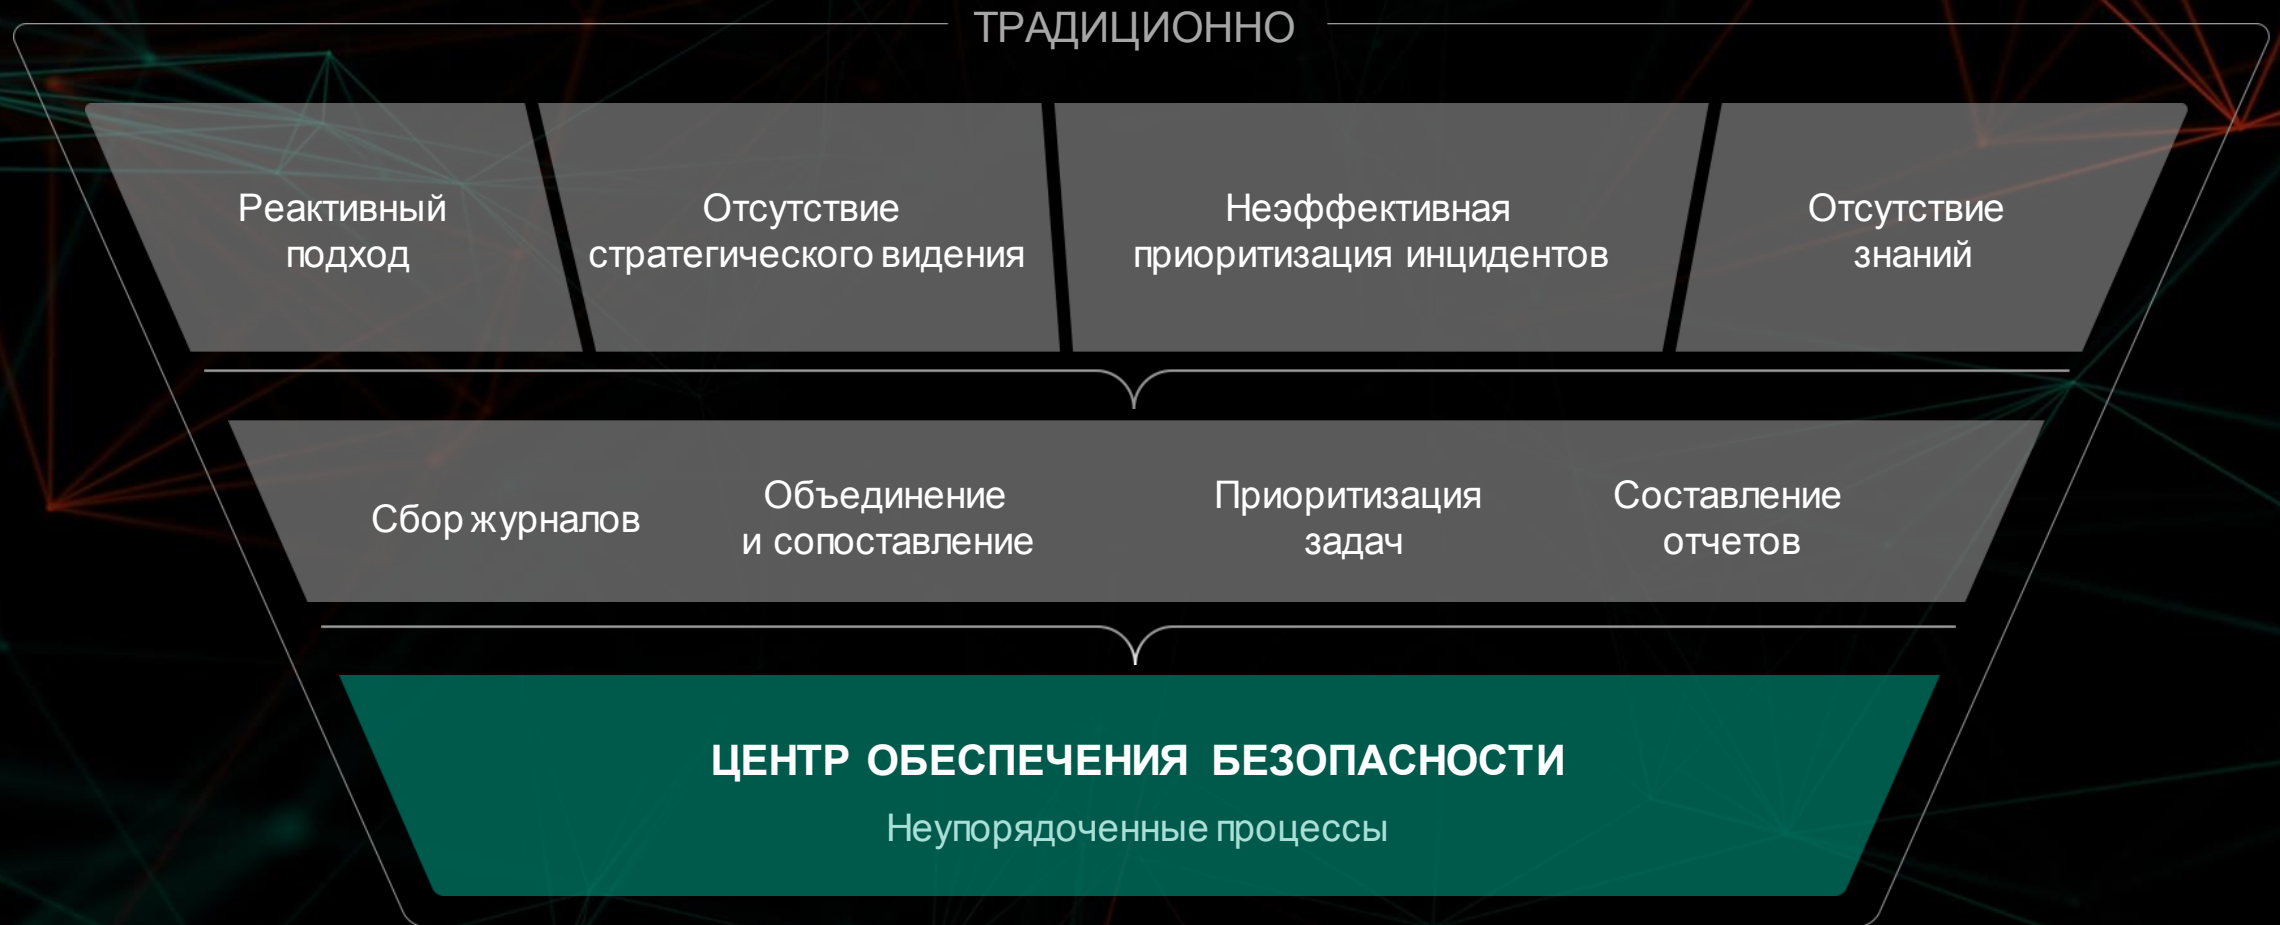 ТРАДИЦИОННО
Реактивный
подход
Отсутствие
стратегического видения
Неэффективная
приоритизация инцидентов
Отсутствие
знаний
Сбор журналов
Объединение
и сопоставление
Приоритизация
задач
Составление
отчетов
ЦЕНТР ОБЕСПЕЧЕНИЯ БЕЗОПАСНОСТИ
Неупорядоченные процессы